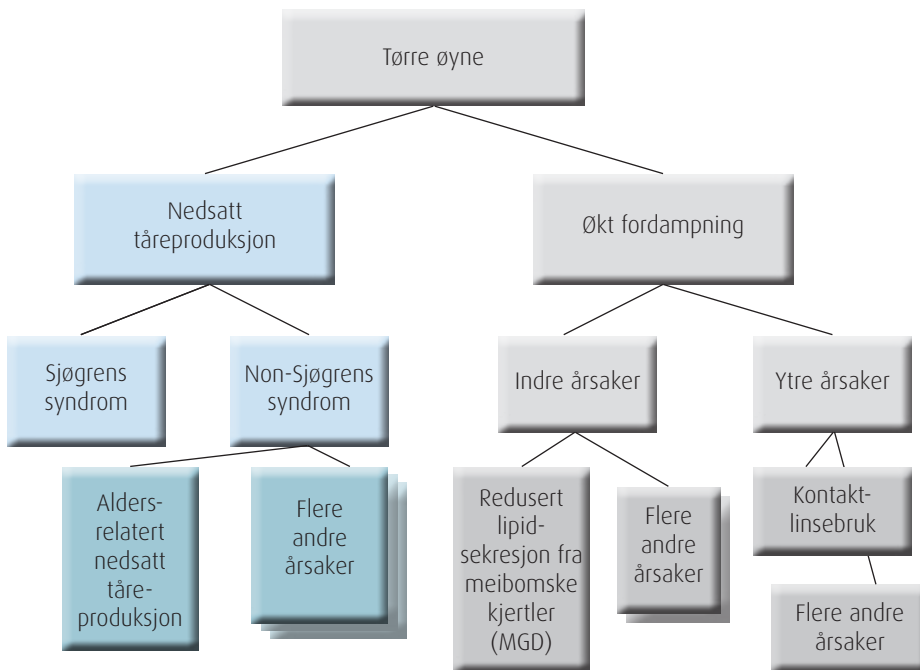 Tørre øyne
Nedsatt
tåreproduksjon
Økt fordampning
Sjøgrens
syndrom
Non-Sjøgrens
syndrom
Indre årsaker
Ytre årsaker
Alders-
relatert
nedsatt
tåre-
produksjon
Flere
andre
årsaker
Redusert
lipid-
sekresjon fra
meibomske
kjertler
(MGD)
Flere
andre
årsaker
Kontakt-
linsebruk
Flere andre
årsaker